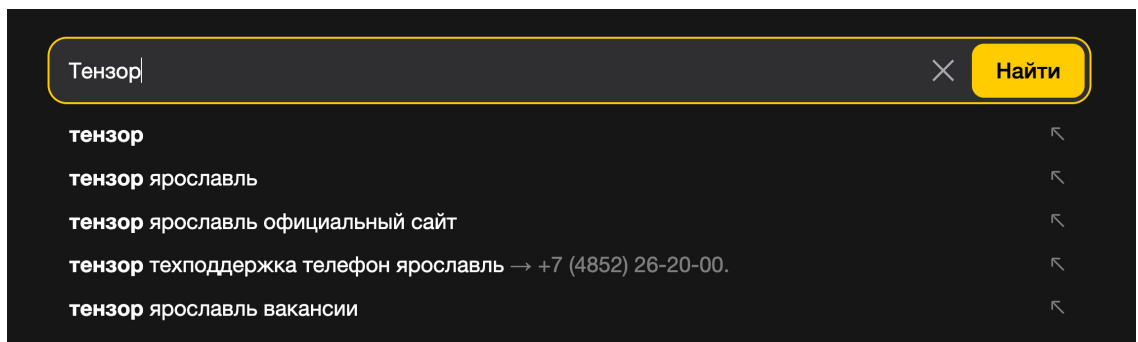 Тензор Найти
тензор
тензор ярославль
тензор ярославль официальный сайт
тензор техподдержка телефон ярославль → +7 (4852) 26-20-00.
тензор ярославль вакансии